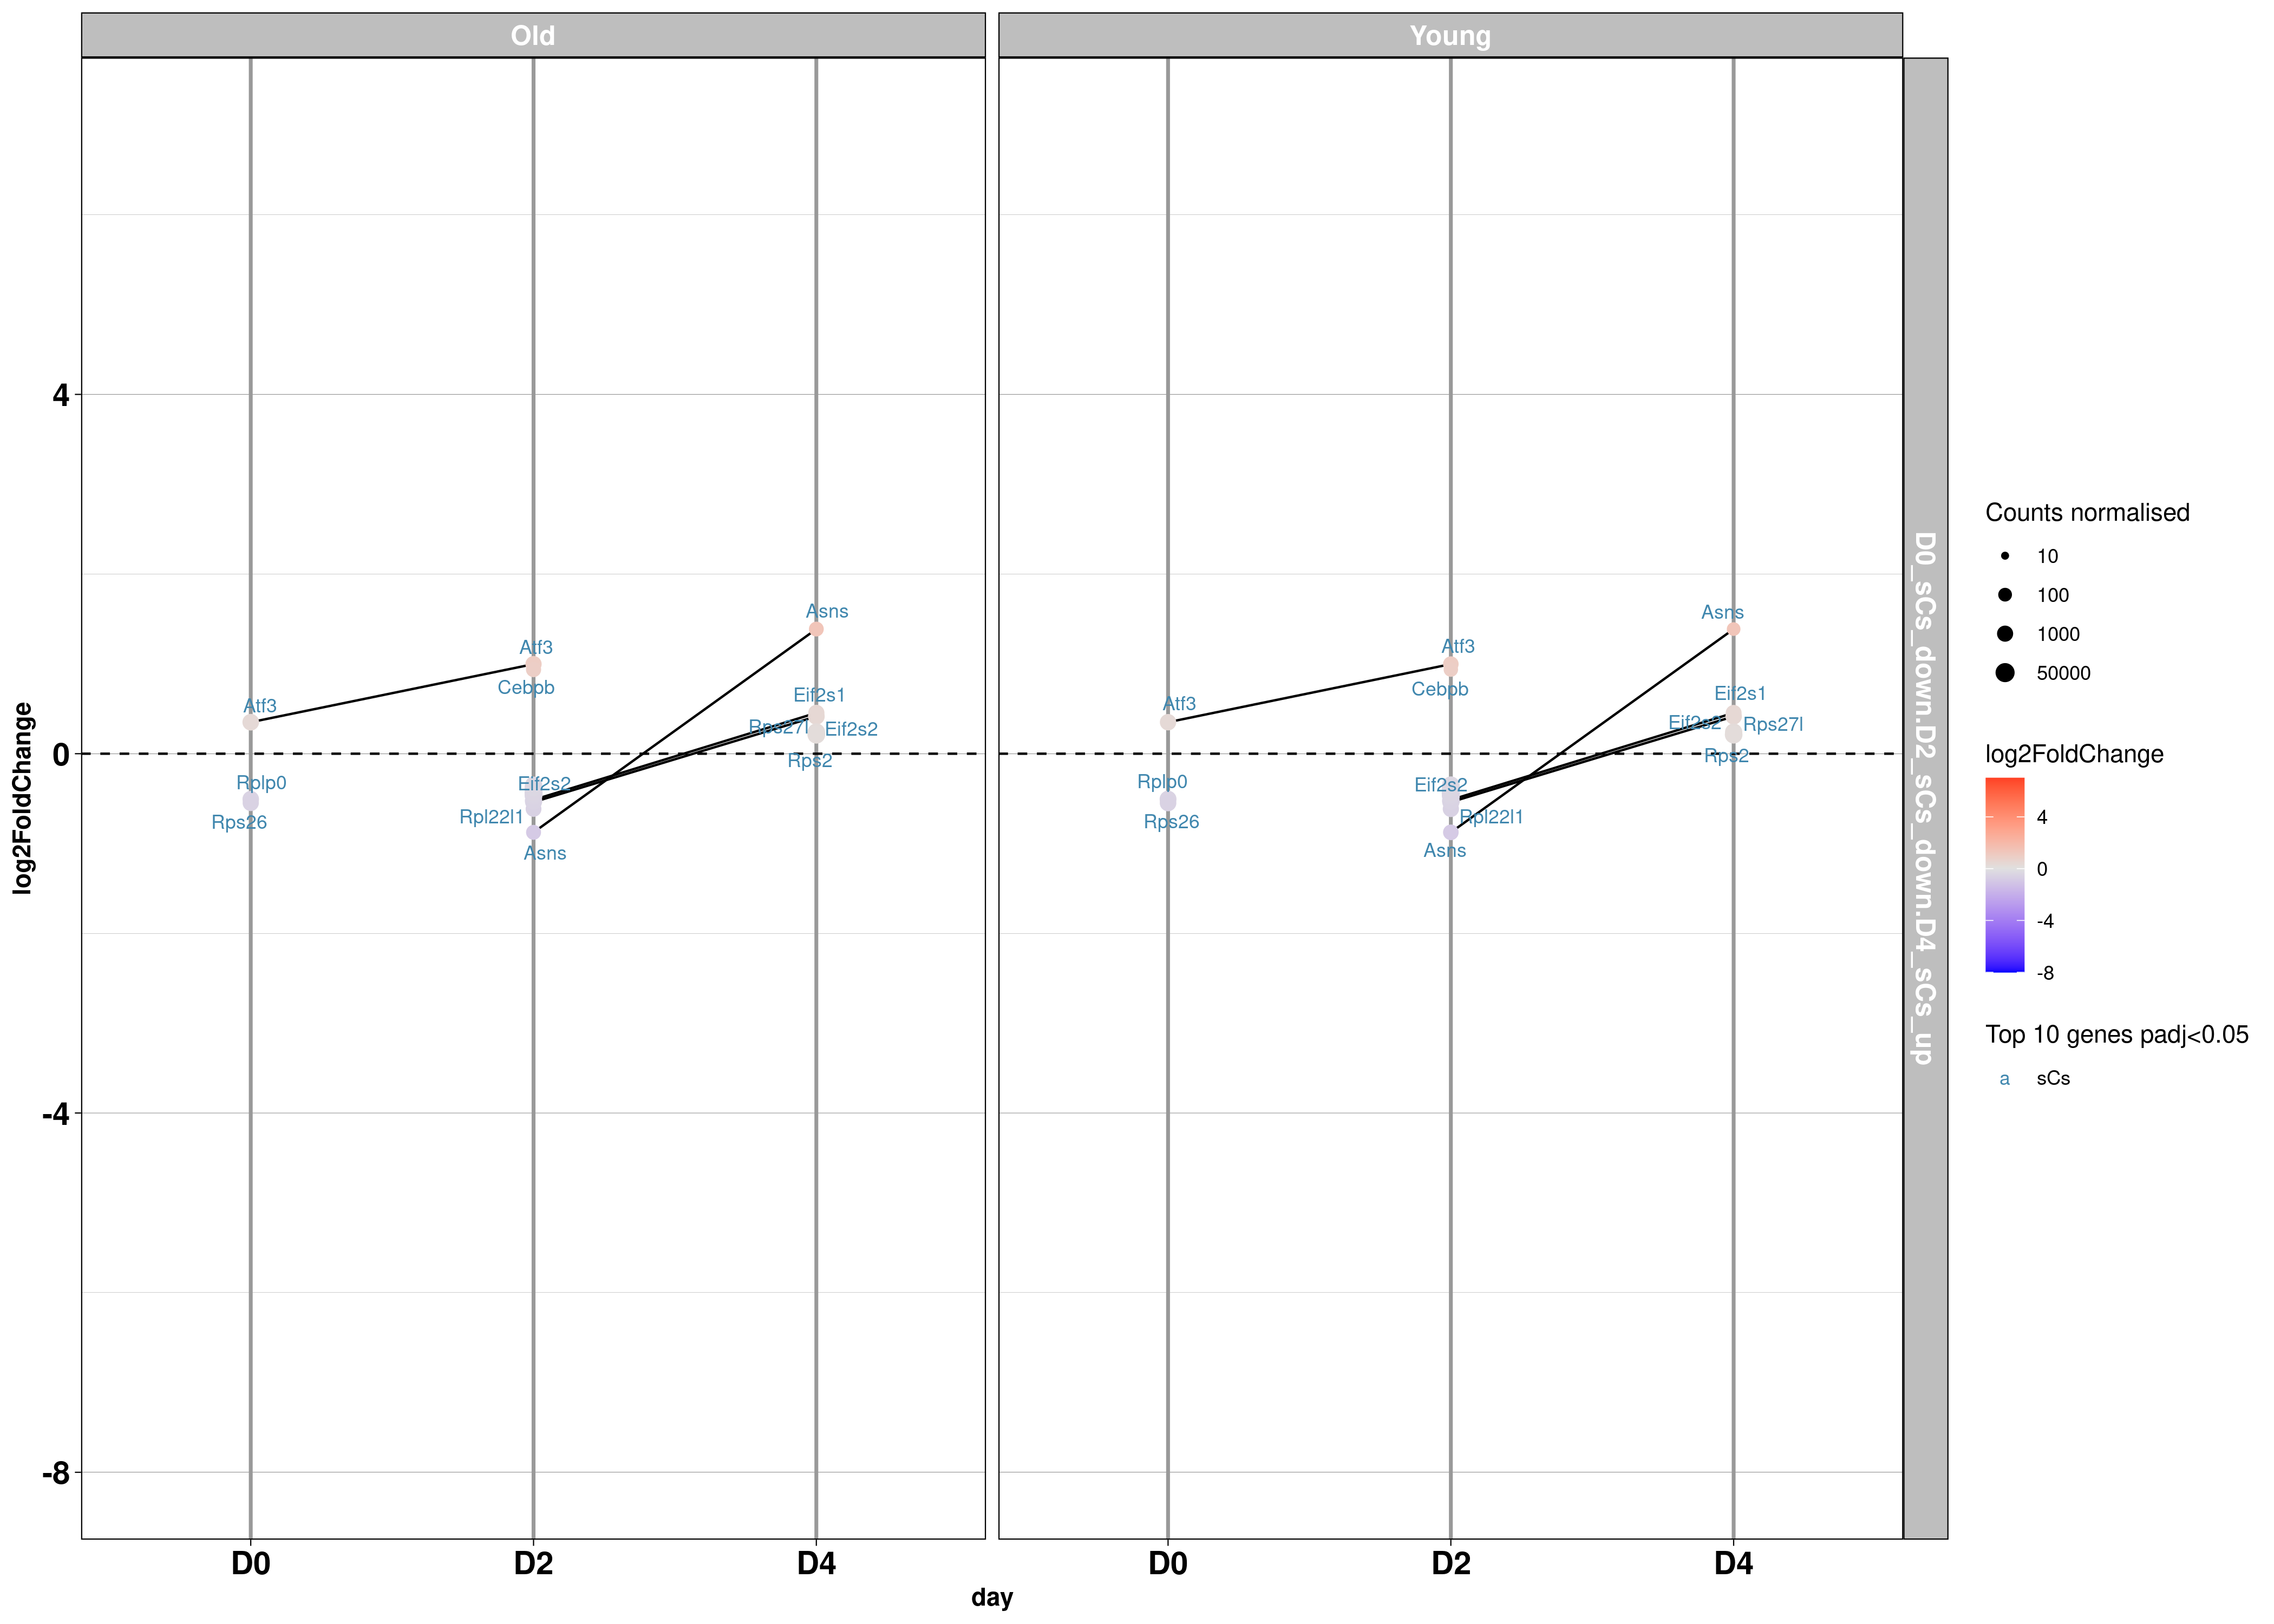 Old
Young
4
0
-4
-8
log2FoldChange
Atf3
Rplp0
Rps26
Atf3
Cebpb
Eif2s2
Rpl22l1
Asns
Asns
Eif2s1
Rps27l
Eif2s2
Rps2
D0
D2
D4
Atf3
Rplp0
Rps26
Atf3
Cebpb
Eif2s2
Rpl22l1
Asns
Asns
Eif2s1
Eif2s2
Rps27l
Rps2
D0
D2
D4
day
D0_sCs_down.D2_sCs_down.D4_sCs_up
Counts normalised
10
100
1000
50000
log2FoldChange
4
0
-4
-8
Top 10 genes padj<0.05
a sCs